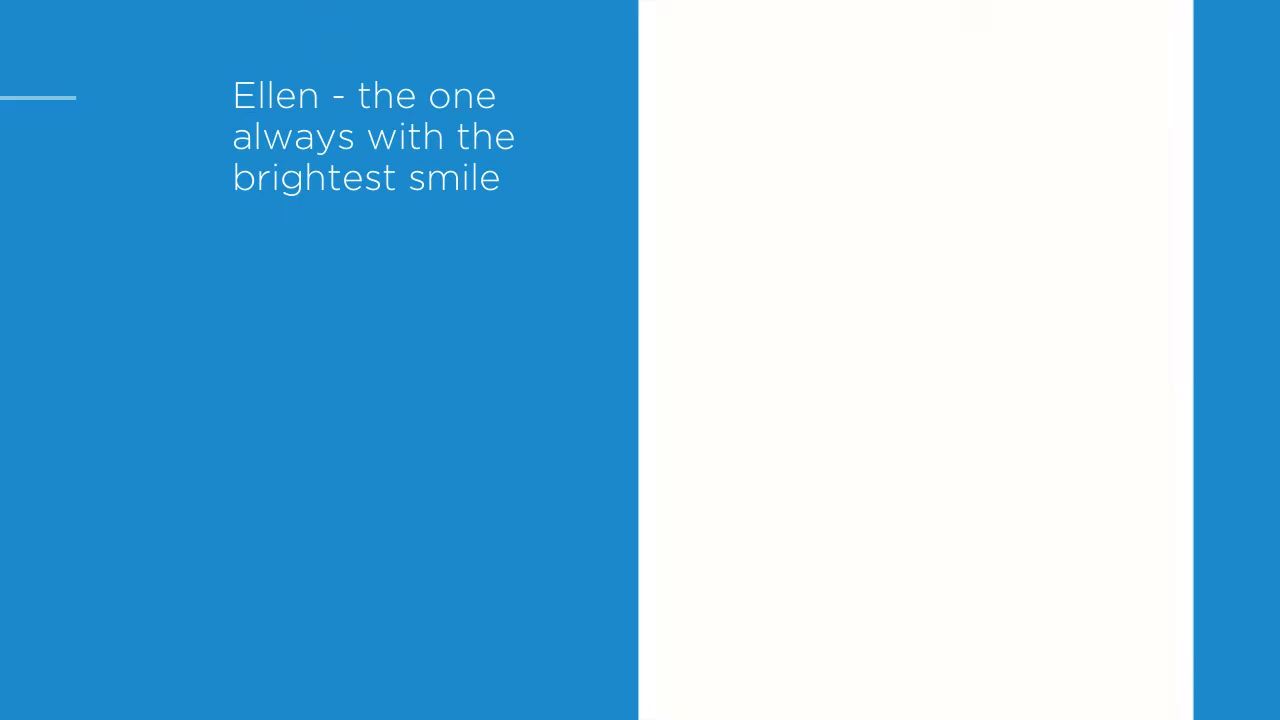 Ellen - the one
always with the
brightest smile